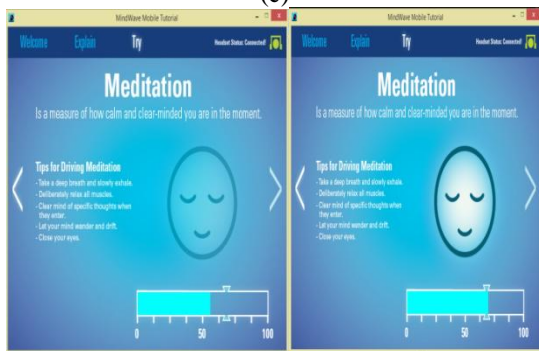 MindWave Mobile Tutorial
Welcome Explain Try Headset Status: Connected!
Meditation
Is a measure of how calm and clear-minded you are in the moment.
Tips for Driving Meditation
- Take a deep breath and slowly exhale.
- Deliberately relax all muscles.
- Clear mind of specific thoughts when
they enter.
- Let your mind wander and drift.
- Close your eyes.
0 50 100
MindWave Mobile Tutorial
Welcome Explain Try Headset Status: Connected!
Meditation
Is a measure of how calm and clear-minded you are in the moment.
Tips for Driving Meditation
- Take a deep breath and slowly exhale.
- Deliberately relax all muscles.
- Clear mind of specific thoughts when
they enter.
- Let your mind wander and drift.
- Close your eyes.
0 50 100